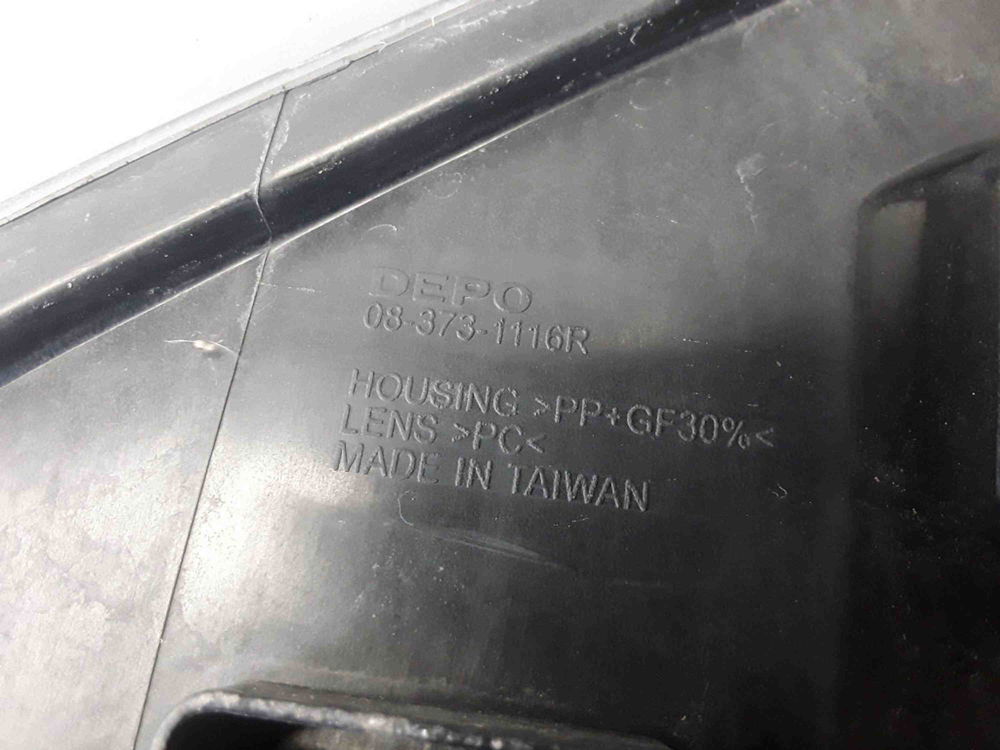 DEPO
08-373-1116R
HOUSING >PP+GF30%<
LENS >PC<
MADE IN TAIWAN